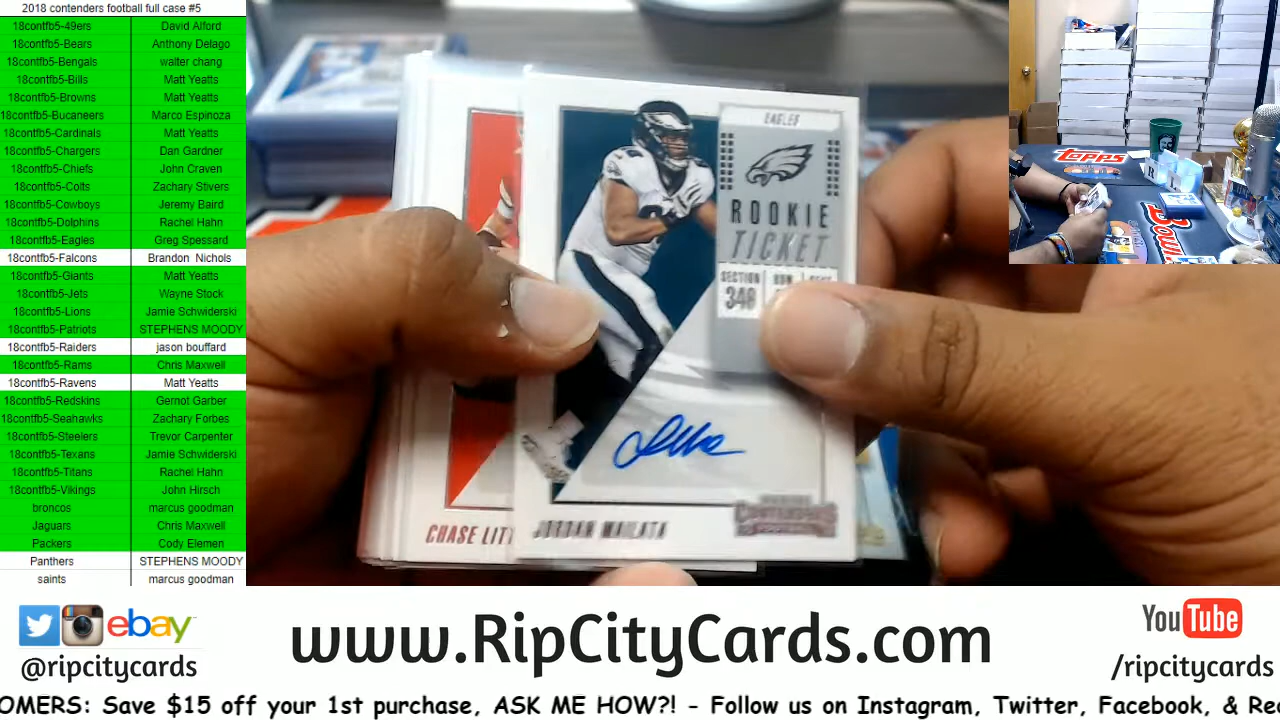 2018 contenders football full case #5
18contfb5-49ers David Alford
18contfb5-Bears Anthony Delago
18contfb5-Bengals walter chang
18contfb5-Bills Matt Yeatts
18contfb5-Browns Matt Yeatts
18contfb5-Bucaneers Marco Espinoza
18contfb5-Cardinals Matt Yeatts
18contfb5-Chargers Dan Gardner
18contfb5-Chiefs John Craven
18contfb5-Colts Zachary Stivers
18contfb5-Cowboys Jeremy Baird
18contfb5-Dolphins Rachel Hahn
18contfb5-Eagles Greg Spessard
18contfb5-Falcons Brandon Nichols
18contfb5-Giants Matt Yeatts
18contfb5-Jets Wayne Stock
18contfb5-Lions Jamie Schwiderski
18contfb5-Patriots STEPHENS MOODY
18contfb5-Raiders jason bouffard
18contfb5-Rams Chris Maxwell
18contfb5-Ravens Matt Yeatts
18contfb5-Redskins Gernot Garber
18contfb5-Seahawks Zachary Forbes
18contfb5-Steelers Trevor Carpenter
18contfb5-Texans Jamie Schwiderski
18contfb5-Titans Rachel Hahn
18contfb5-Vikings John Hirsch
broncos marcus goodman
Jaguars Chris Maxwell
Packers Cody Elemen
Panthers STEPHENS MOODY
saints marcus goodman
EAGLES
ROOKIE
TICKET
SECTION
348
CHASE LIT
JORDAN MAILATA
PANINI
CONTENDERS
topps
ebay
@ripcitycards
www.RipCityCards.com
YouTube
/ripcitycards
OMERS: Save $15 off your 1st purchase, ASK ME HOW?! - Follow us on Instagram, Twitter, Facebook, & Re